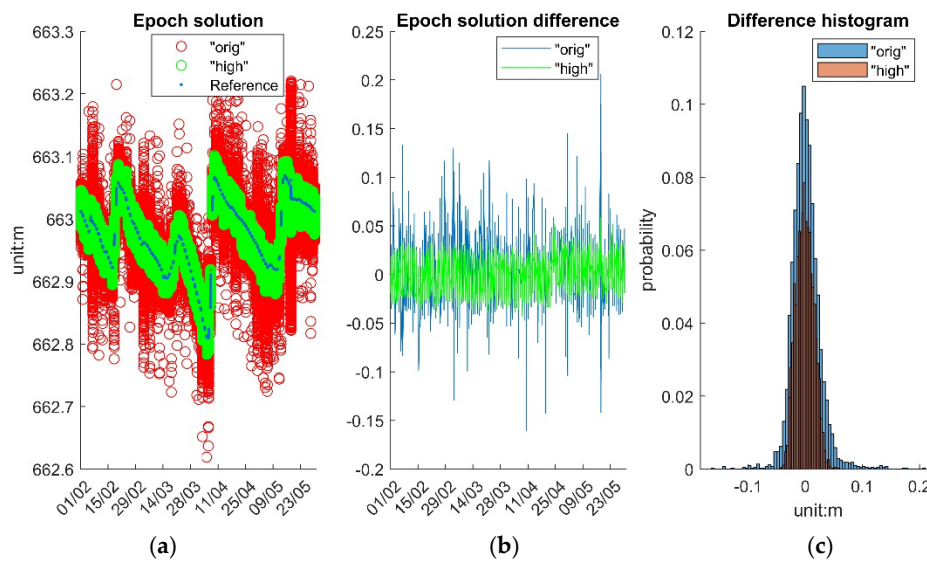 Epoch solution
663.3
663.2
663.1
663
662.9
662.8
662.7
662.6
unit:m
"orig"
"high"
Reference
01/02
15/02
29/02
14/03
28/03
11/04
25/04
09/05
23/05
(a)
Epoch solution difference
0.25
0.2
0.15
0.1
0.05
0
-0.05
-0.1
-0.15
-0.2
"orig"
"high"
01/02
15/02
29/02
14/03
28/03
11/04
25/04
09/05
23/05
(b)
Difference histogram
0.12
0.1
0.08
0.06
0.04
0.02
0
probability
"orig"
"high"
-0.1
0
0.1
0.2
unit:m
(c)